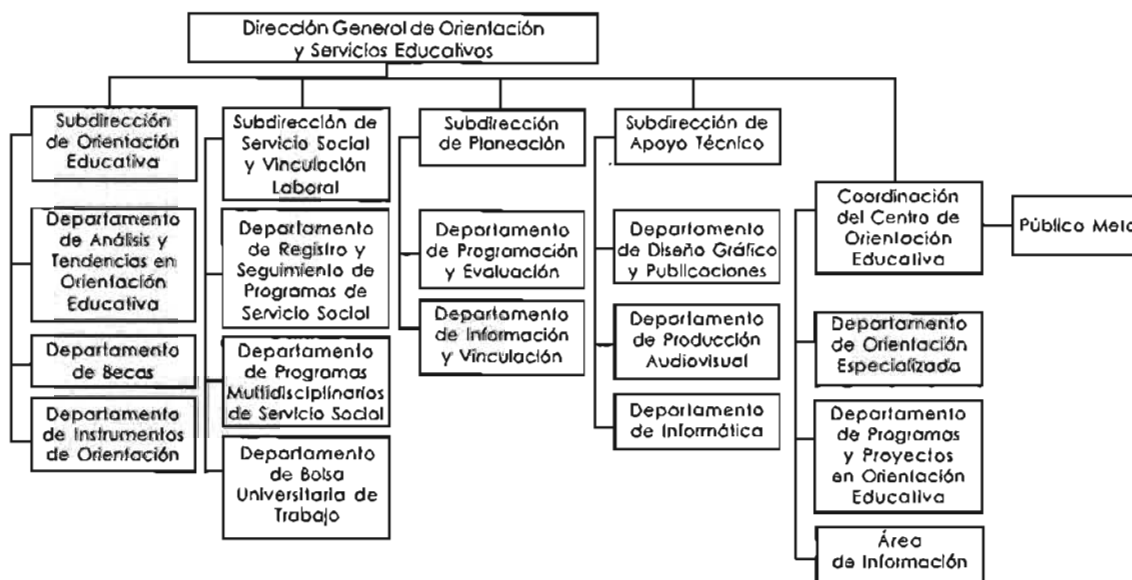 Dirección General de Orientación
y Servicios Educativos
Subdirección
de Orientación
Educativa
Departamento
de Análisis y
Tendencias en
Orientación
Educativa
Departamento
de Becas
Departamento
de Instrumentos
de Orientación
Subdirección de
Servicio Social
y Vinculación
Laboral
Departamento
de Registro y
Seguimiento de
Programas de
Servicio Social
Departamento
de Programas
Multidisciplinarios
de Servicio Social
Departamento
de Bolsa
Universitaria de
Trabajo
Subdirección
de Planeación
Departamento
de Programación
y Evaluación
Departamento
de Información
y Vinculación
Subdirección de
Apoyo Técnico
Departamento
de Diseño Gráfico
y Publicaciones
Departamento
de Producción
Audiovisual
Departamento
de Informática
Coordinación
del Centro de
Orientación
Educativa
Departamento
de Orientación
Especializada
Departamento
de Programas
y Proyectos
en Orientación
Educativa
Área
de Información
Público Meta